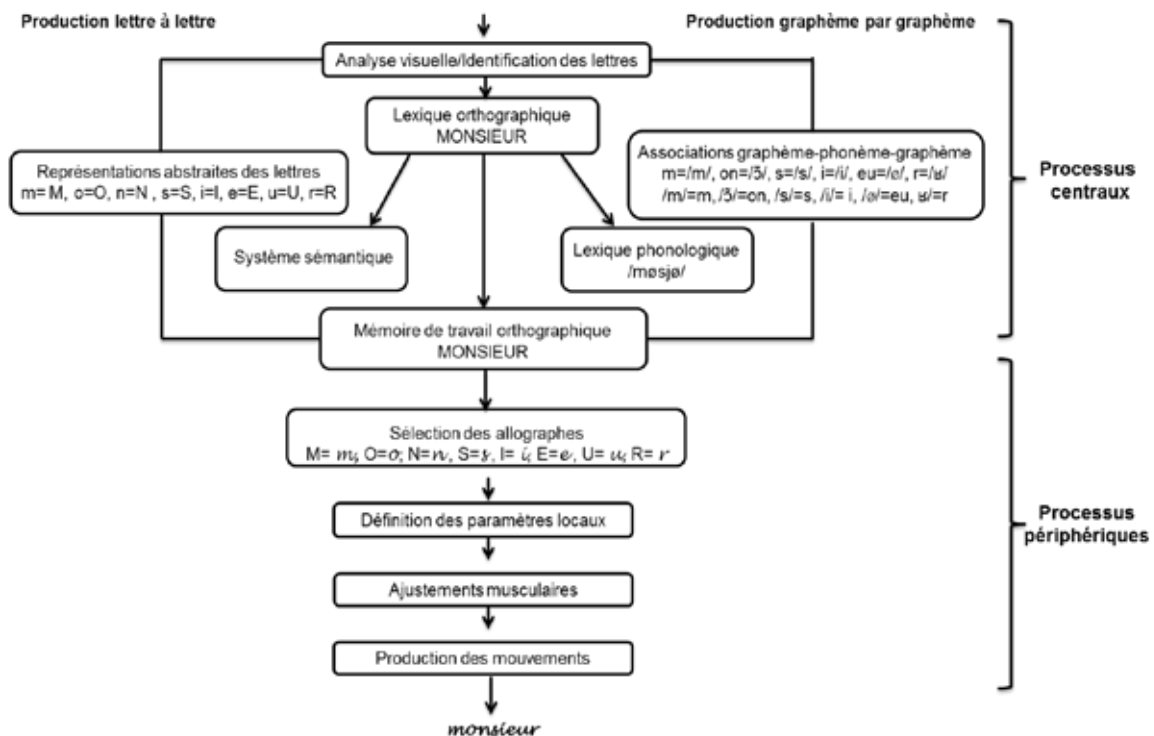 Production lettre à lettre
Production graphème par graphème
Analyse visuelle/Identification des lettres
Lexique orthographique
MONSIEUR
Représentations abstraites des lettres
m= M, o=O, n=N , s=S, i=I, e=E, u=U, r=R
Associations graphème-phonème-graphème
m=/m/, on=/ɔ̃/, s=/s/, i=/i/, eu=/ø/, r=/ʁ/
/m/=m, /ɔ̃/=on, /s/=s, /i/= i, /ø/=eu, ʁ/=r
Processus
centraux
Système sémantique
Lexique phonologique
/møsjø/
Mémoire de travail orthographique
MONSIEUR
Sélection des allographes
M= m; O=o; N=n, S=s, I= i; E=e, U= u; R= r
Définition des paramètres locaux
Processus
périphériques
Ajustements musculaires
Production des mouvements
monsieur